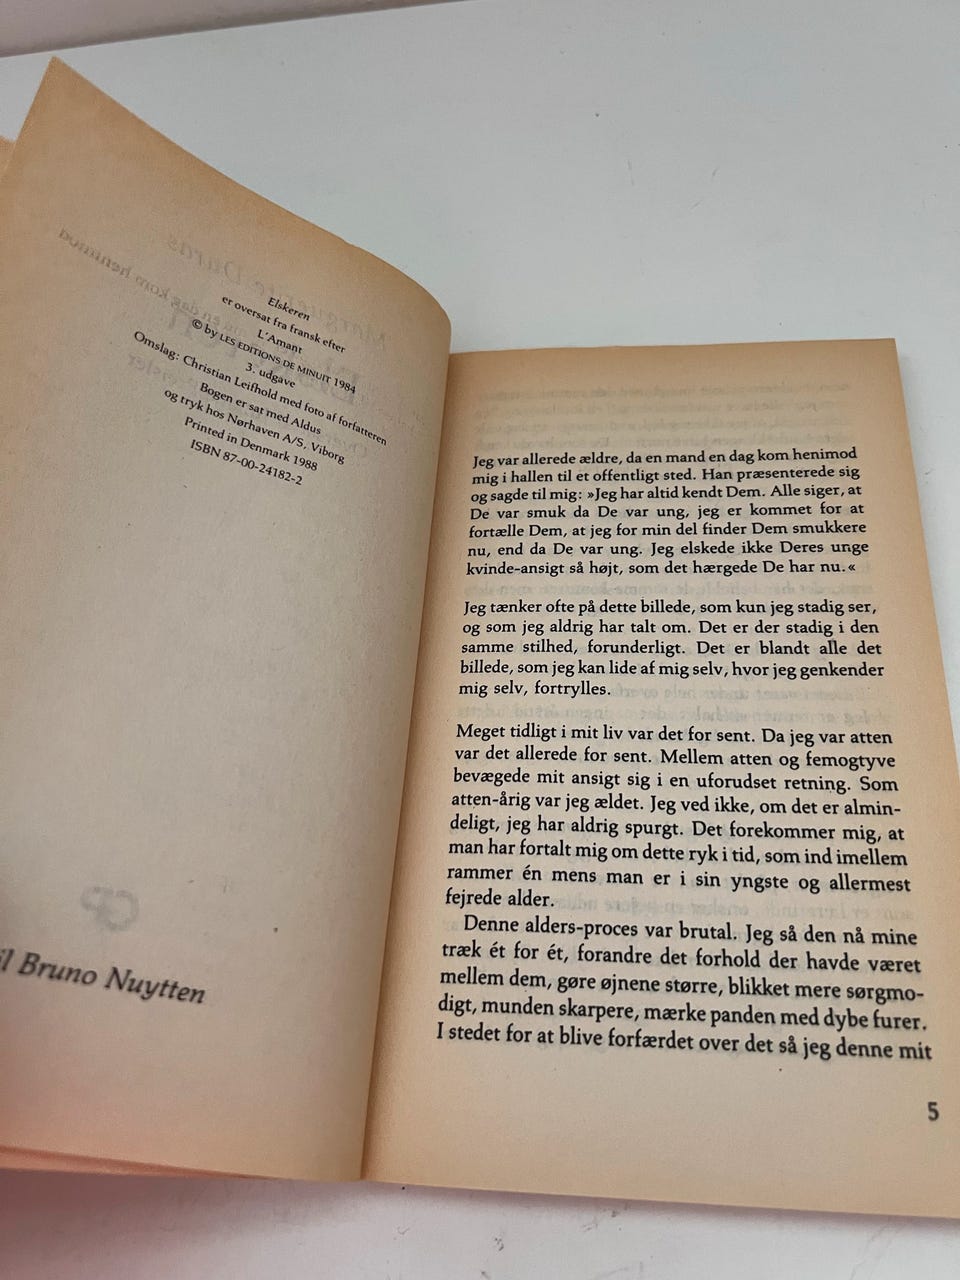 Elskeren
er oversat fra fransk efter
L'Amant
© by LES EDITIONS DE MINUIT 1984
3. udgave
Omslag: Christian Leifhold med foto af forfatteren
Bogen er sat med Aldus
og tryk hos Nørhaven A/S, Viborg
Printed in Denmark 1988
ISBN 87-00-24182-2
Bruno Nuytten
Jeg var allerede ældre, da en mand en dag kom henimod
mig i hallen til et offentligt sted. Han præsenterede sig
og sagde til mig: »Jeg har altid kendt Dem. Alle siger, at
De var smuk da De var ung, jeg er kommet for at
fortælle Dem, at jeg for min del finder Dem smukkere
nu, end da De var ung. Jeg elskede ikke Deres unge
kvinde-ansigt så højt, som det hærgede De har nu.«
Jeg tænker ofte på dette billede, som kun jeg stadig ser,
og som jeg aldrig har talt om. Det er der stadig i den
samme stilhed, forunderligt. Det er blandt alle det
billede, som jeg kan lide af mig selv, hvor jeg genkender
mig selv, fortrylles.
Meget tidligt i mit liv var det for sent. Da jeg var atten
var det allerede for sent. Mellem atten og femogtyve
bevægede mit ansigt sig i en uforudset retning. Som
atten-årig var jeg ældet. Jeg ved ikke, om det er almin-
deligt, jeg har aldrig spurgt. Det forekommer mig, at
man har fortalt mig om dette ryk i tid, som ind imellem
rammer én mens man er i sin yngste og allermest
fejrede alder.
Denne alders-proces var brutal. Jeg så den nå mine
træk ét for ét, forandre det forhold der havde været
mellem dem, gøre øjnene større, blikket mere sørgmo-
digt, munden skarpere, mærke panden med dybe furer.
I stedet for at blive forfærdet over det så jeg denne mit
5